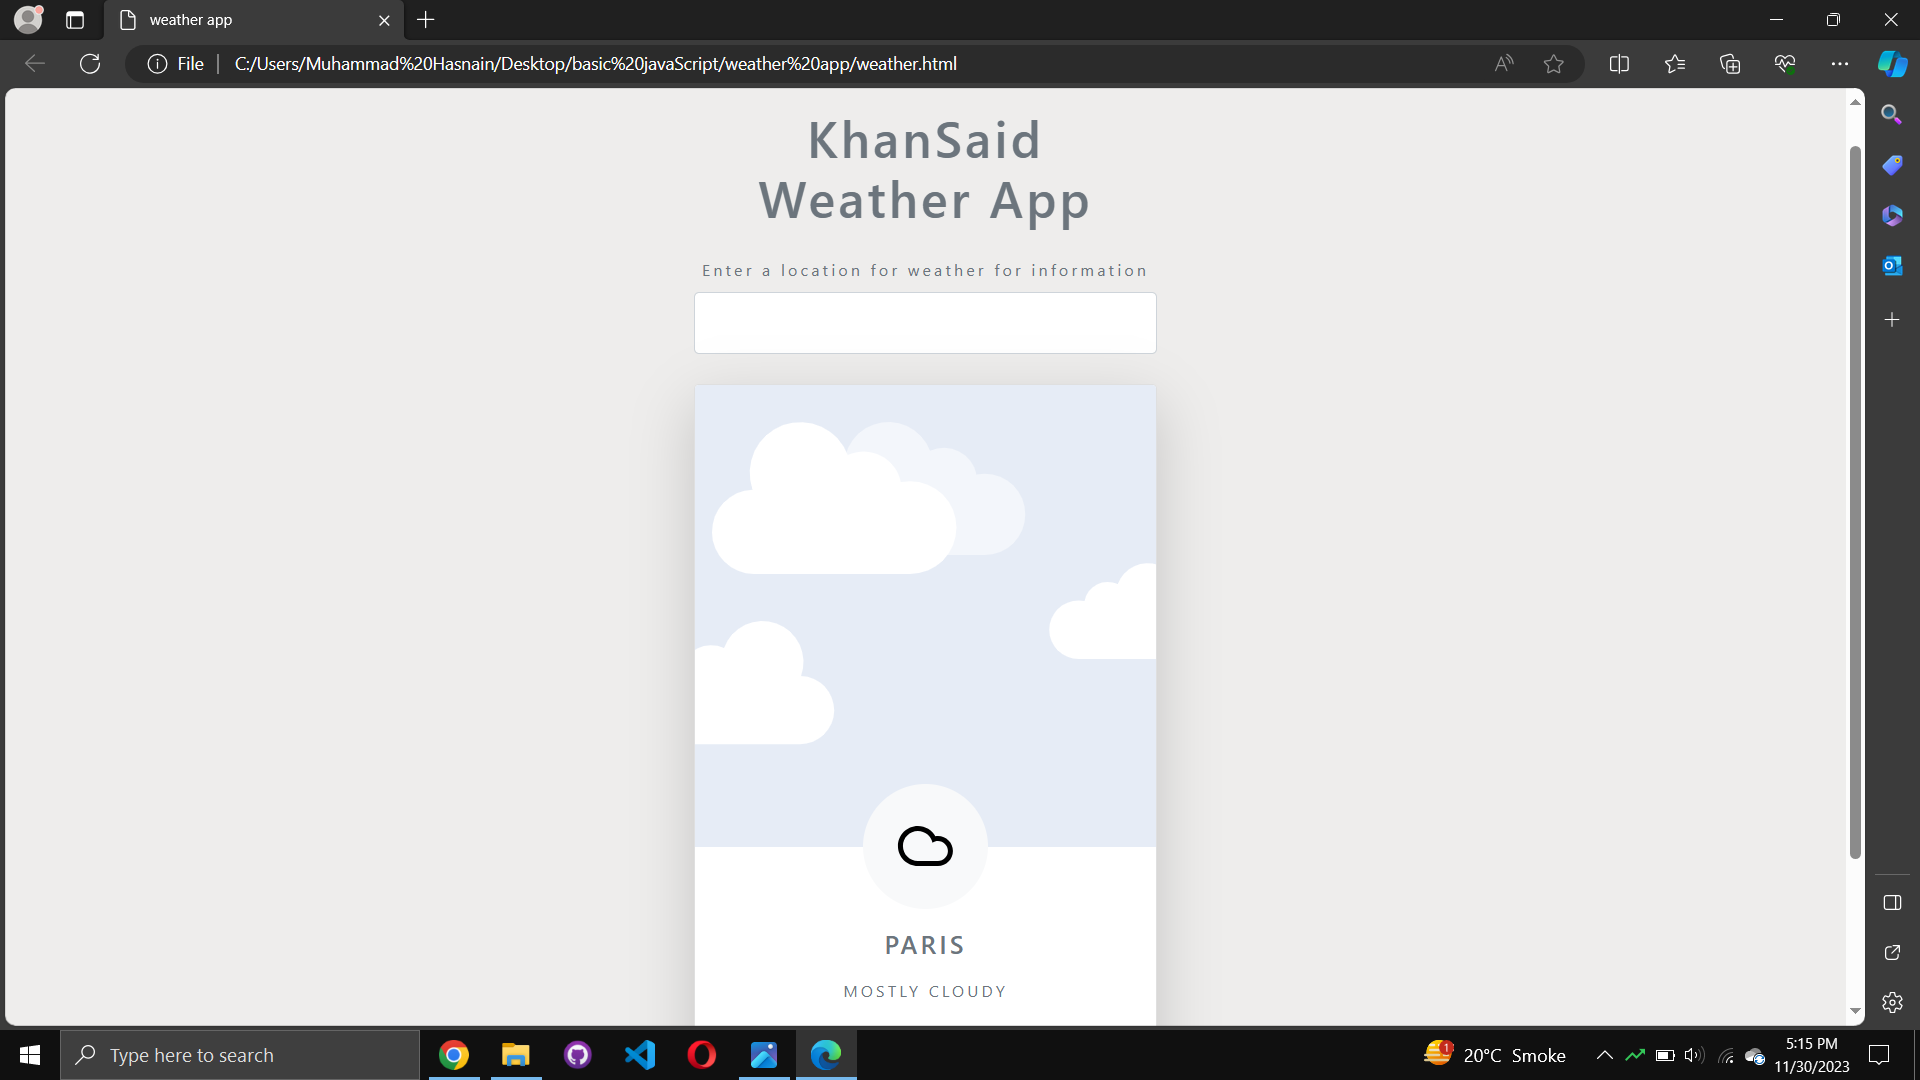 weather app
File
C:/Users/Muhammad%20Hasnain/Desktop/basic%20javaScript/weather%20app/weather.html
KhanSaid
Weather App
Enter a location for weather for information
PARIS
MOSTLY CLOUDY
Type here to search
1
20°C Smoke
5:15 PM
11/30/2023